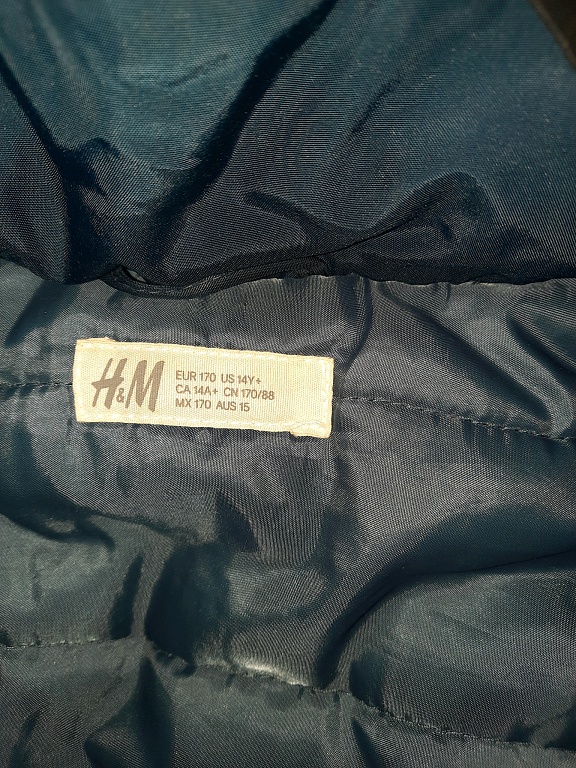 H&M
EUR 170 US 14Y+
CA 14A+ CN 170/88
MX 170 AUS 15